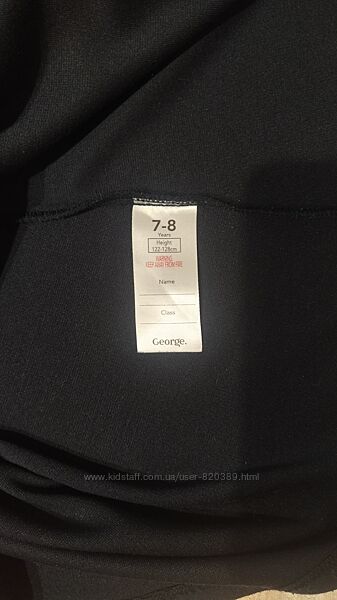 7-8
Years
Height
122-128cm
WARNING
KEEP AWAY FROM FIRE
Name
Class
George.
www.kidstaff.com.ua/user-820389.html